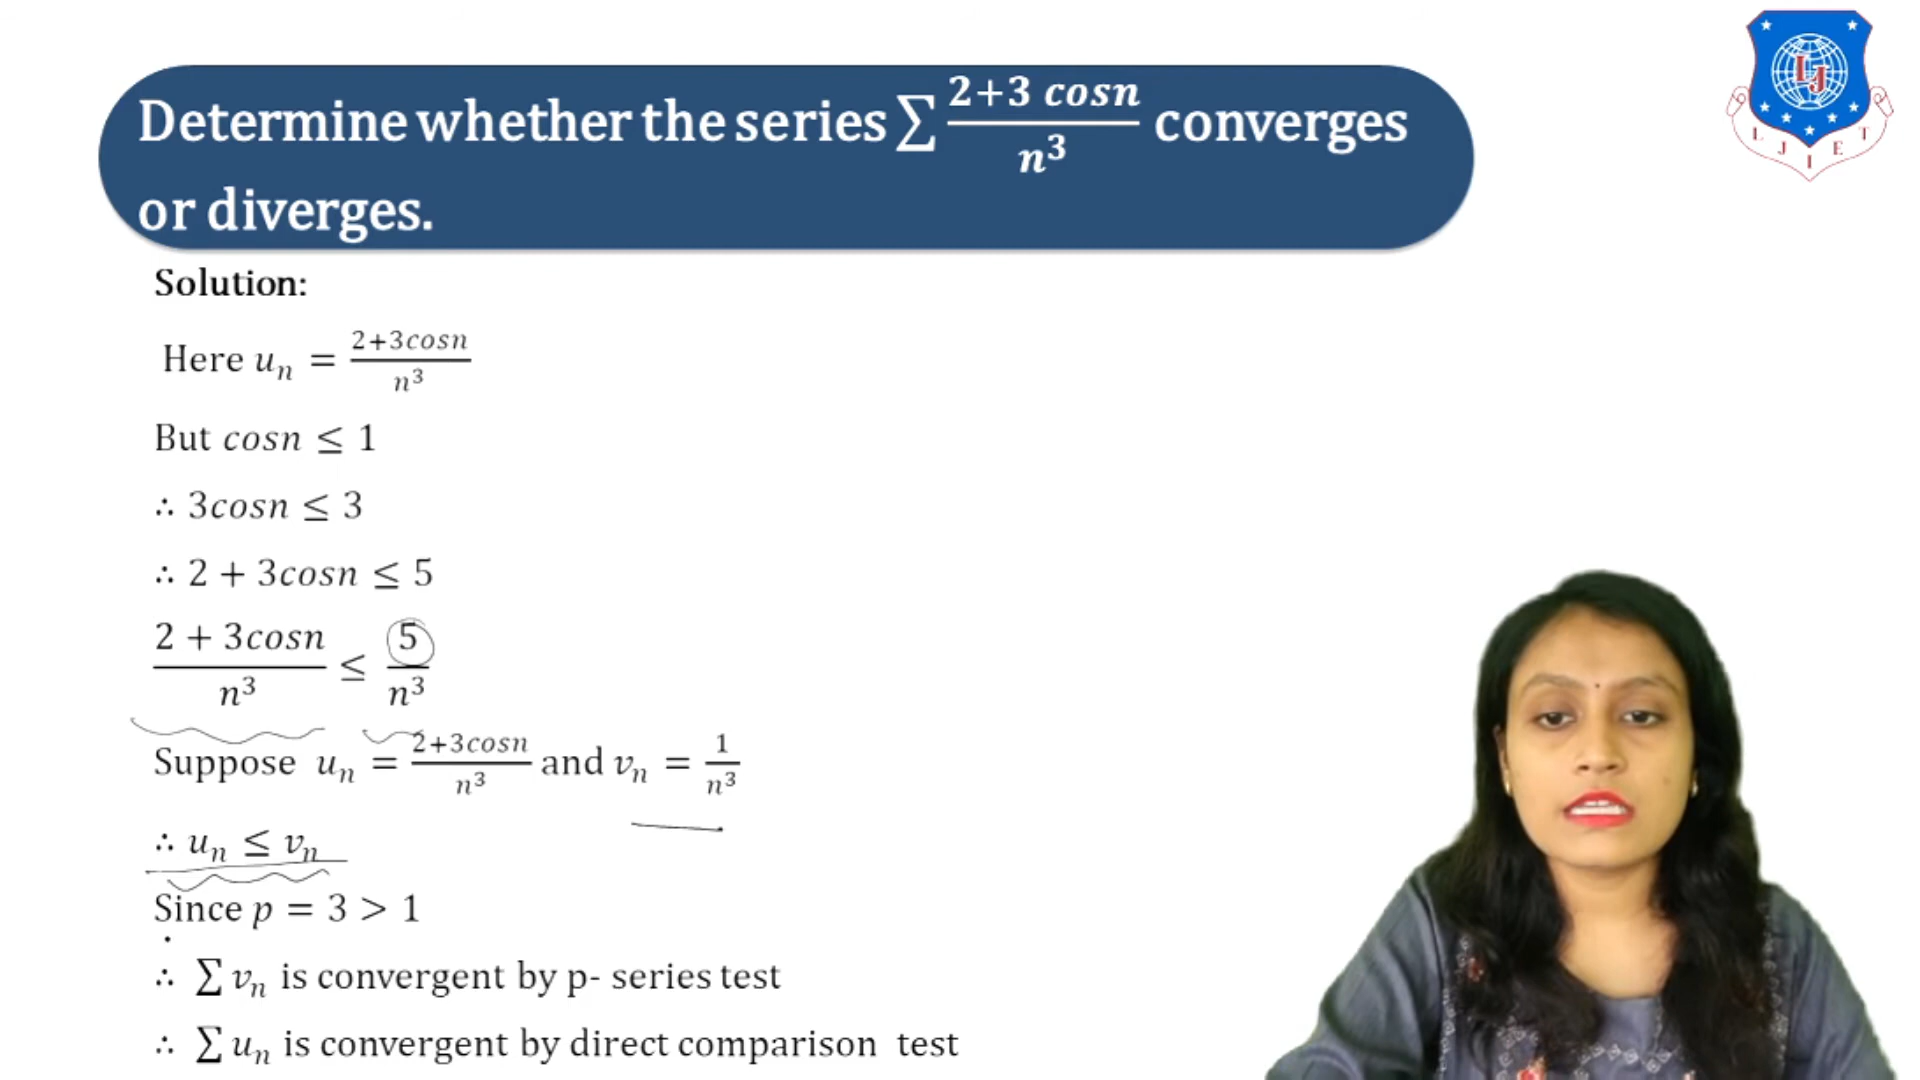 Determine whether the series ∑ (2+3 cosn)/n³ converges
or diverges.
LJ
L J I E T
Solution:
Here uₙ = (2+3cosn)/n³
But cosn ≤ 1
∴ 3cosn ≤ 3
∴ 2 + 3cosn ≤ 5
(2 + 3cosn)/n³ ≤ 5/n³
Suppose uₙ = (2+3cosn)/n³ and vₙ = 1/n³
∴ uₙ ≤ vₙ
Since p = 3 > 1
∴ ∑ vₙ is convergent by p- series test
∴ ∑ uₙ is convergent by direct comparison test